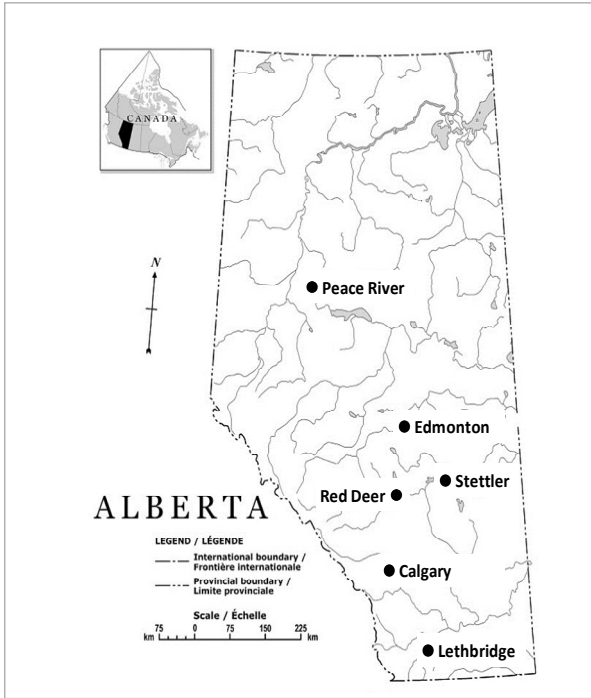 CANADA
N
Peace River
Edmonton
Stettler
Red Deer
ALBERTA
LEGEND / LÉGENDE
International boundary /
Frontière internationale
Provincial boundary /
Limite provinciale
Calgary
Scale / Échelle
75 0 75 150 225
km km
Lethbridge